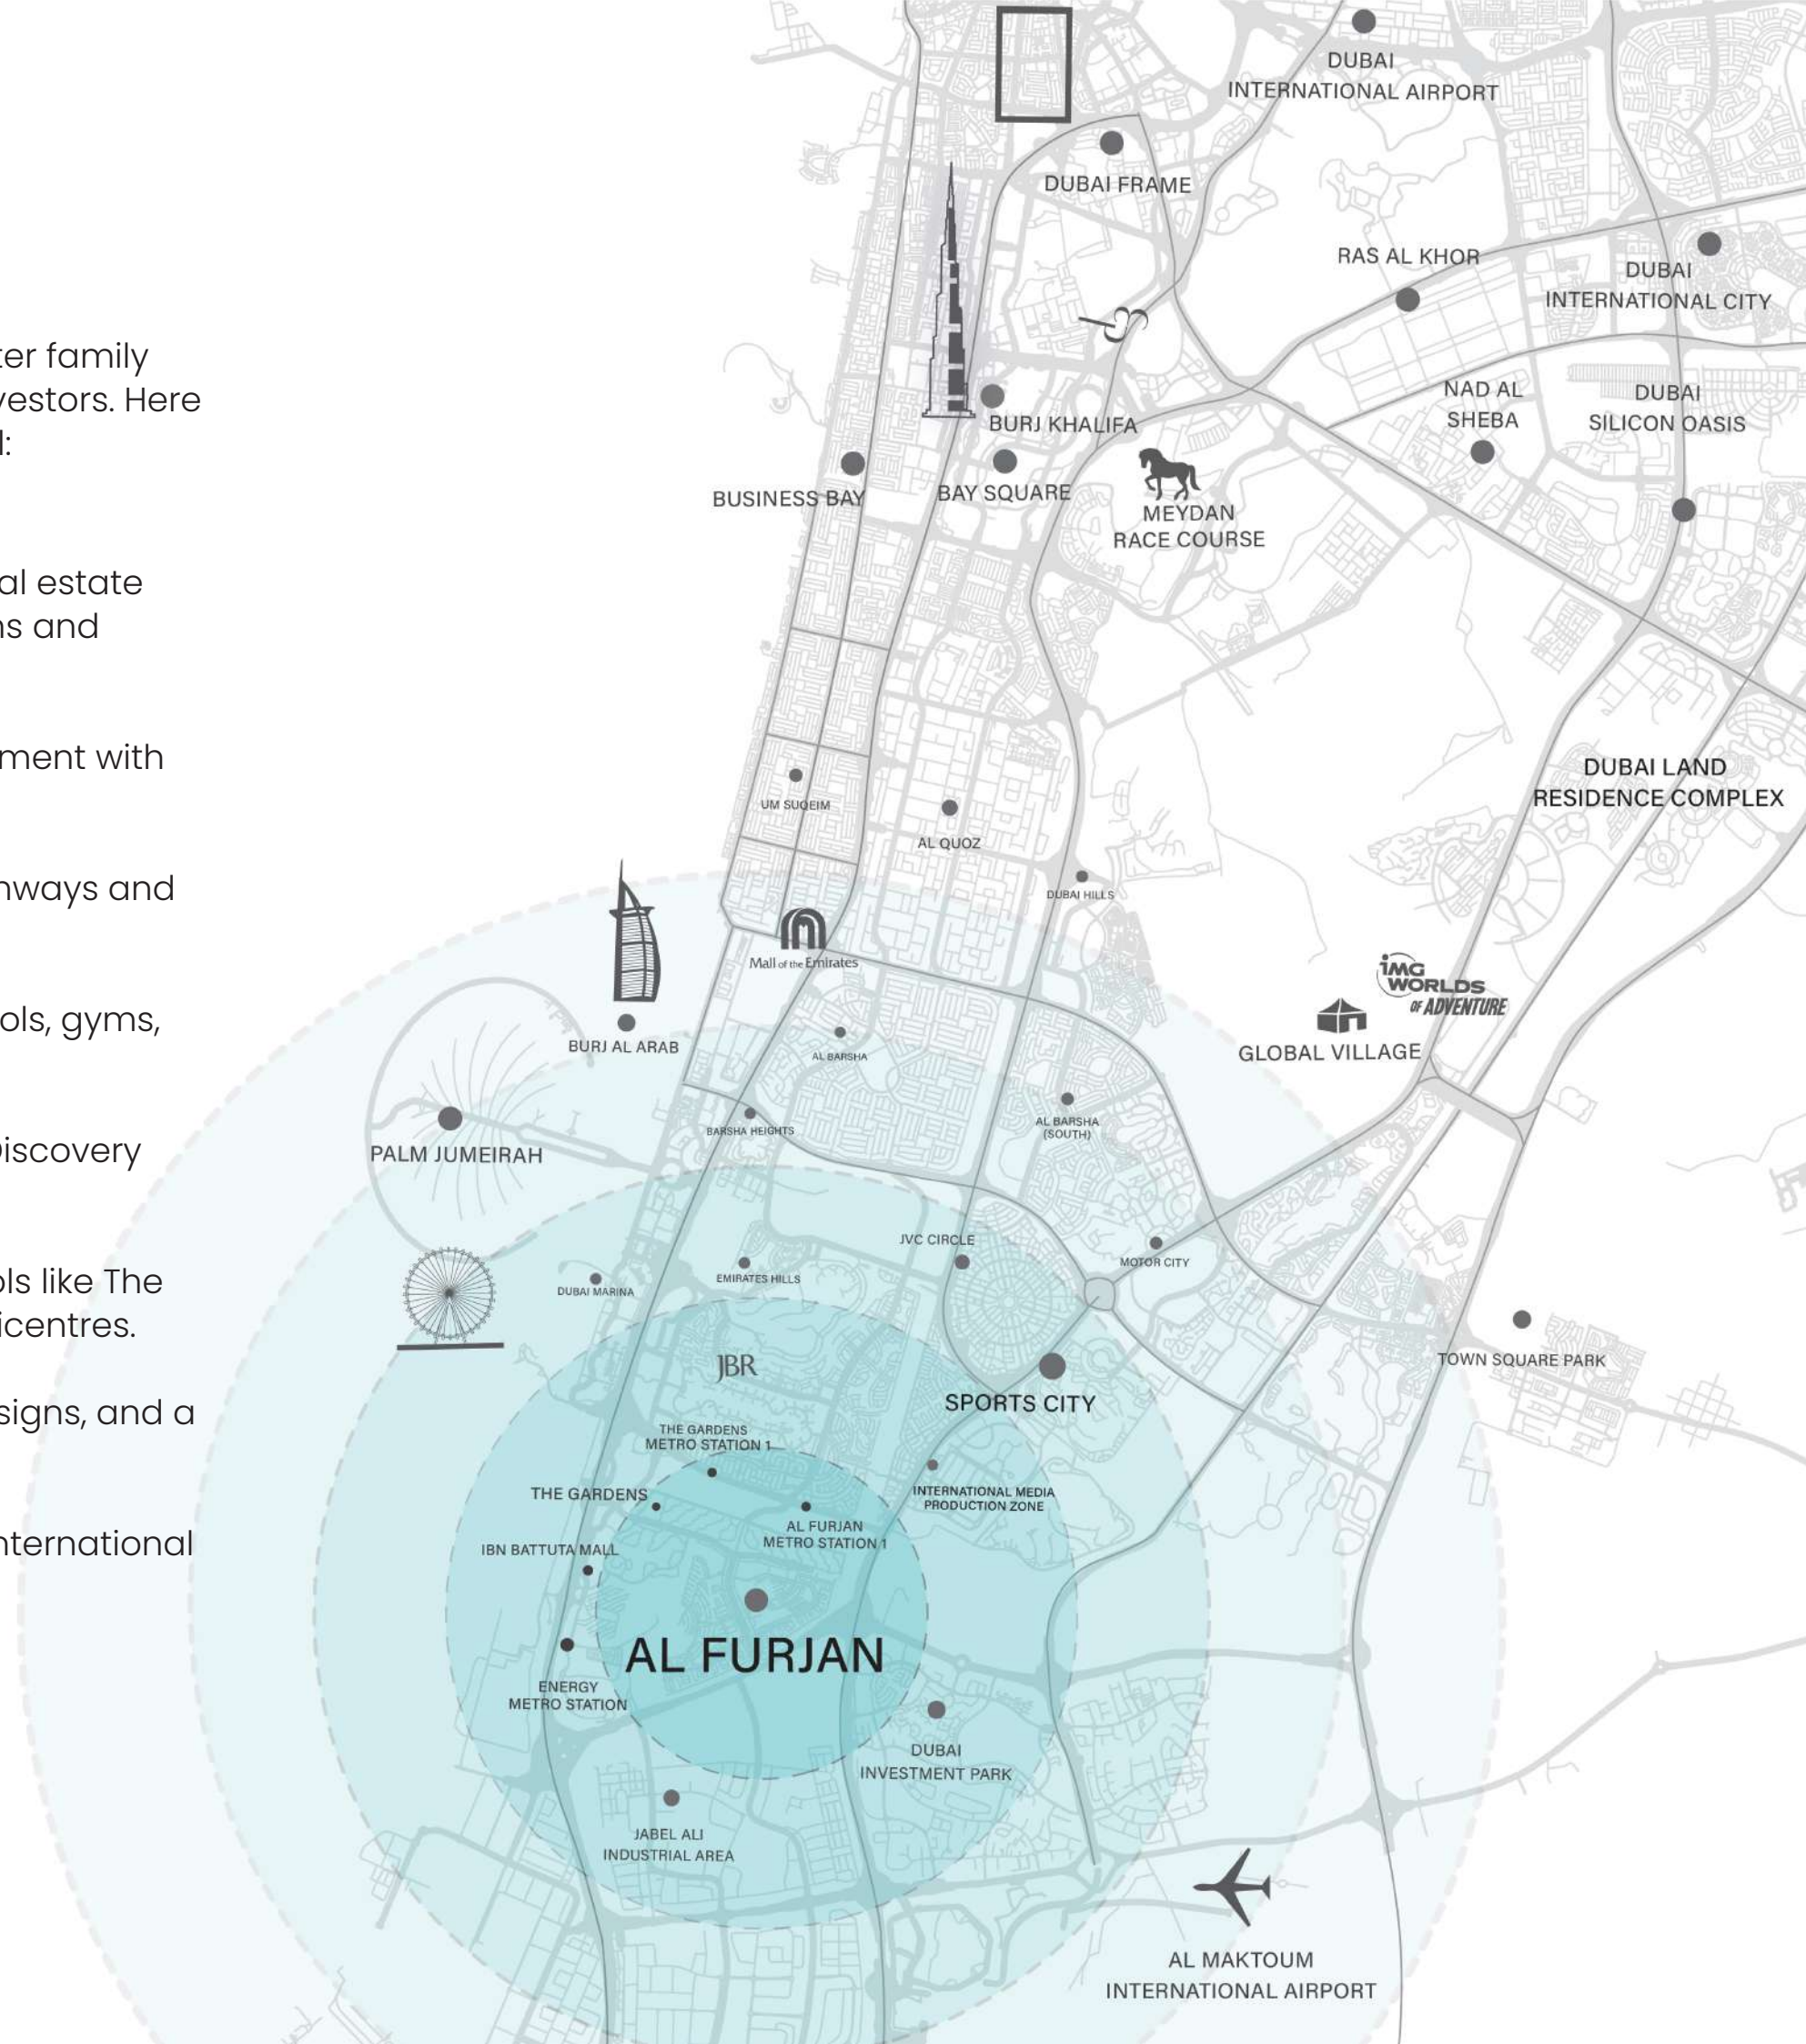 ter family
vestors. Here
l:
al estate
ns and
ment with
hways and
ols, gyms,
Discovery
ols like The
icentres.
signs, and a
nternational
DUBAI
INTERNATIONAL AIRPORT
DUBAI FRAME
RAS AL KHOR
DUBAI
INTERNATIONAL CITY
NAD AL
SHEBA
DUBAI
SILICON OASIS
BURJ KHALIFA
BUSINESS BAY
BAY SQUARE
MEYDAN
RACE COURSE
DUBAI LAND
RESIDENCE COMPLEX
UM SUQEIM
AL QUOZ
DUBAI HILLS
Mall of the Emirates
iMG
WORLDS
OF ADVENTURE
GLOBAL VILLAGE
BURJ AL ARAB
AL BARSHA
BARSHA HEIGHTS
AL BARSHA
(SOUTH)
PALM JUMEIRAH
JVC CIRCLE
MOTOR CITY
EMIRATES HILLS
DUBAI MARINA
JBR
TOWN SQUARE PARK
SPORTS CITY
THE GARDENS
METRO STATION 1
THE GARDENS
INTERNATIONAL MEDIA
PRODUCTION ZONE
AL FURJAN
METRO STATION 1
IBN BATTUTA MALL
AL FURJAN
ENERGY
METRO STATION
DUBAI
INVESTMENT PARK
JABEL ALI
INDUSTRIAL AREA
AL MAKTOUM
INTERNATIONAL AIRPORT